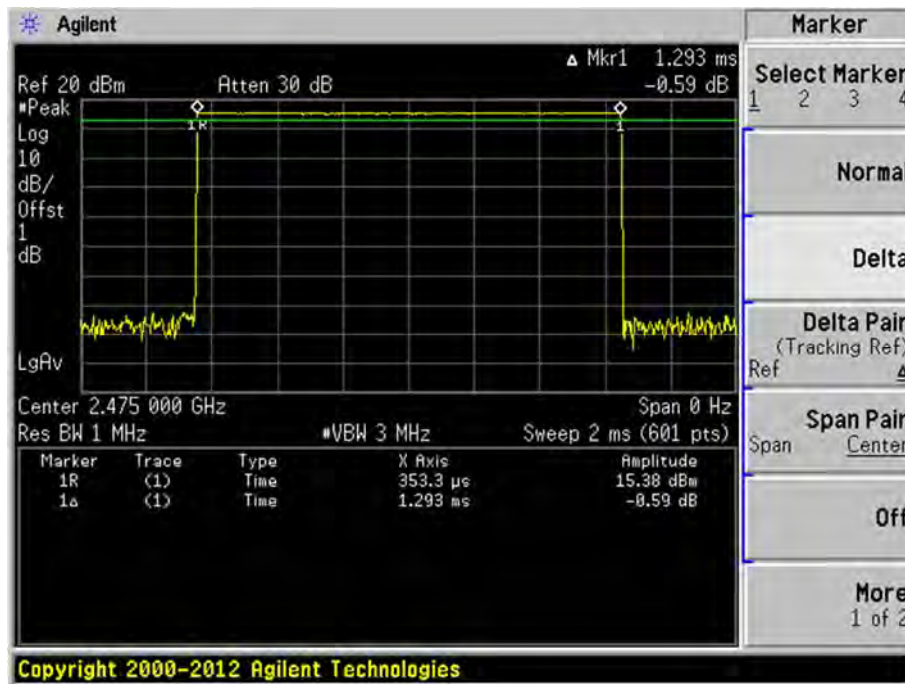 Agilent
Marker
Δ Mkr1 1.293 ms
Ref 20 dBm Atten 30 dB -0.59 dB
#Peak
Log
10
dB/
Offst
1
dB
LgAv
1R
1
Center 2.475 000 GHz Span 0 Hz
Res BW 1 MHz #VBW 3 MHz Sweep 2 ms (601 pts)
Marker Trace Type X Axis Amplitude
1R (1) Time 353.3 µs 15.38 dBm
1Δ (1) Time 1.293 ms -0.59 dB
Select Marker
1 2 3 4
Normal
Delta
Delta Pair
(Tracking Ref)
Ref Δ
Span Pair
Span Center
Off
More
1 of 2
Copyright 2000-2012 Agilent Technologies